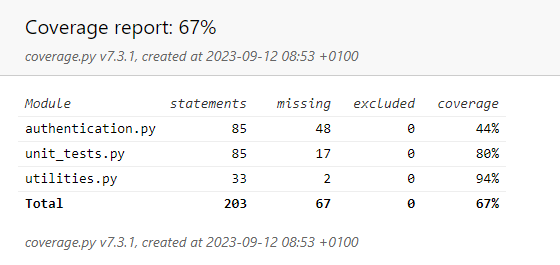 Coverage report: 67%
coverage.py v7.3.1, created at 2023-09-12 08:53 +0100
Module statements missing excluded coverage
authentication.py 85 48 0 44%
unit_tests.py 85 17 0 80%
utilities.py 33 2 0 94%
Total 203 67 0 67%
coverage.py v7.3.1, created at 2023-09-12 08:53 +0100